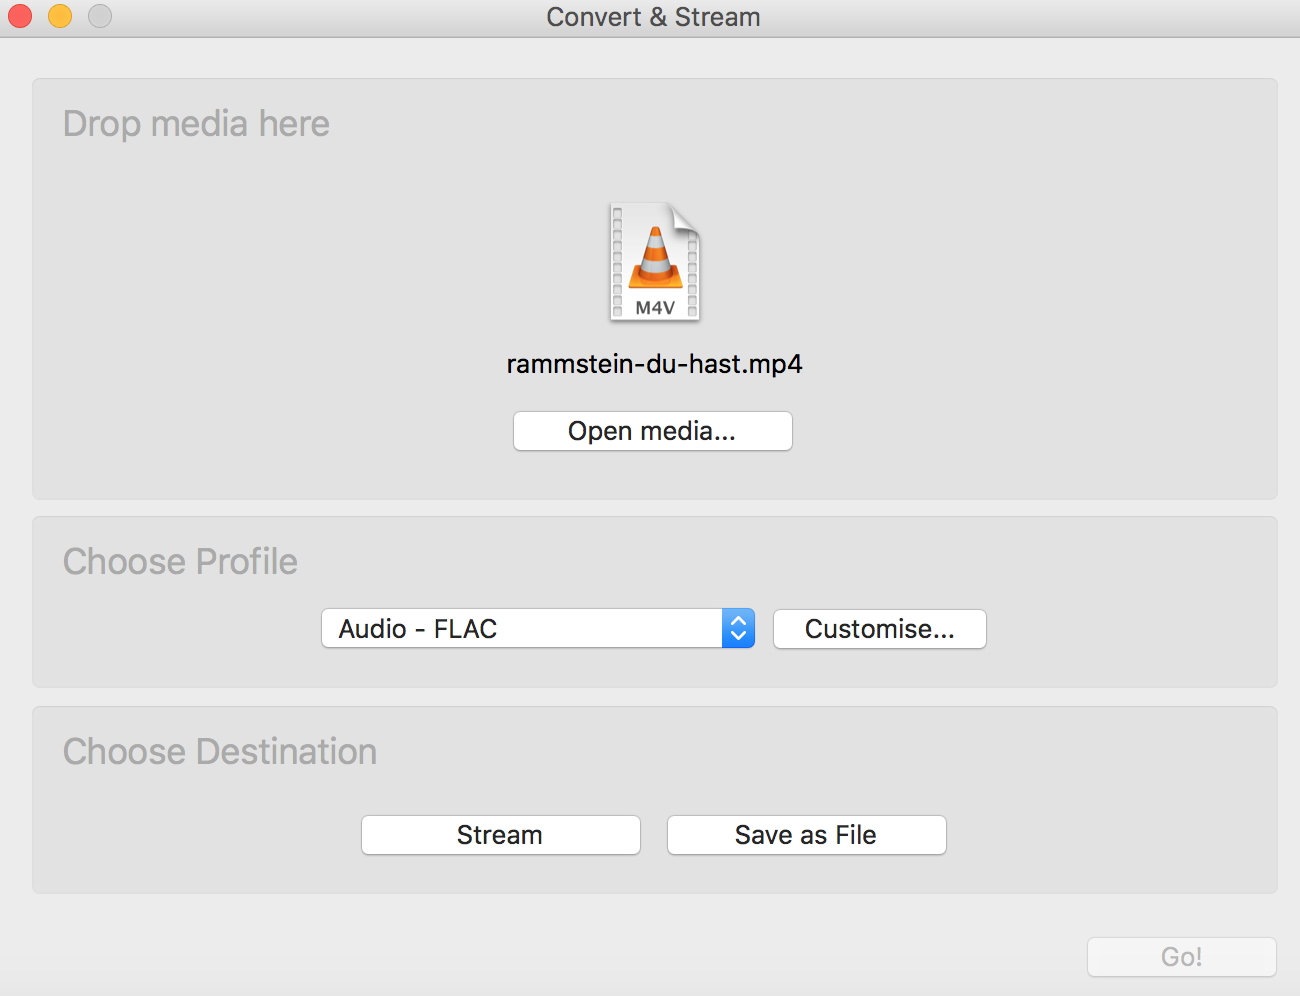 Convert & Stream
Drop media here
M4V
rammstein-du-hast.mp4
Open media...
Choose Profile
Audio - FLAC
Customise...
Choose Destination
Stream
Save as File
Go!